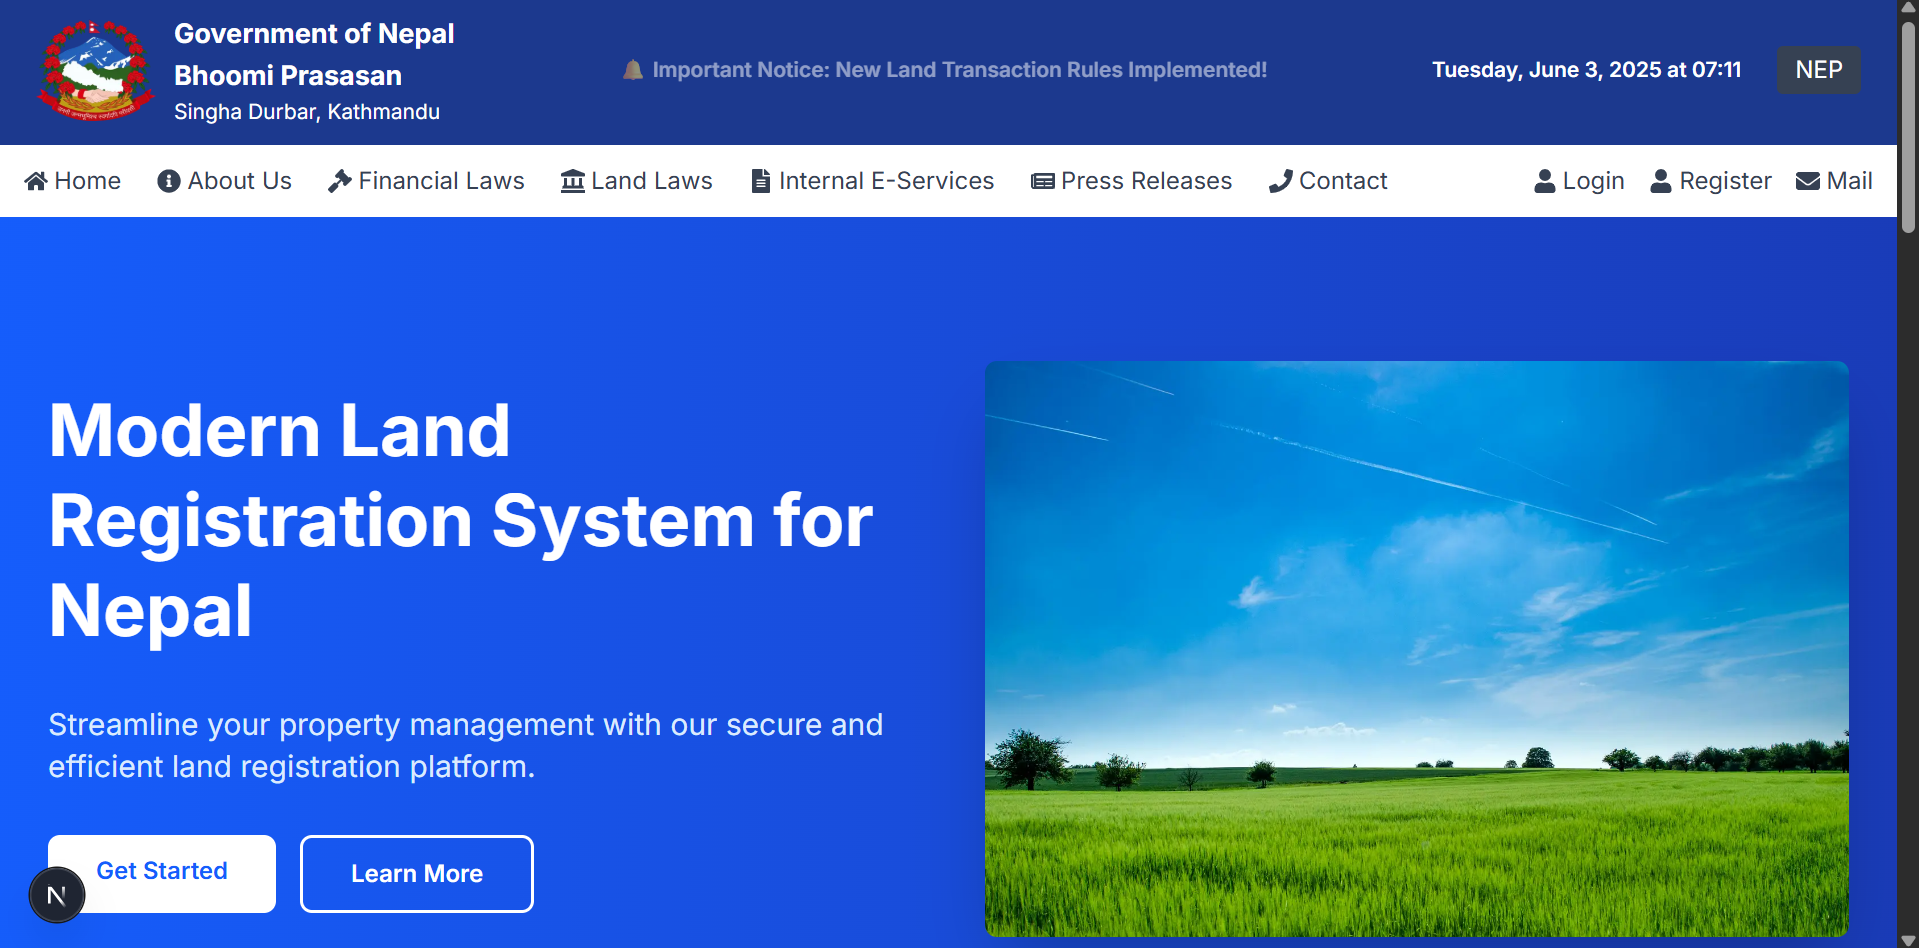 Government of Nepal
Bhoomi Prasasan
Singha Durbar, Kathmandu
Important Notice: New Land Transaction Rules Implemented!
Tuesday, June 3, 2025 at 07:11
NEP
Home
About Us
Financial Laws
Land Laws
Internal E-Services
Press Releases
Contact
Login
Register
Mail
Modern Land
Registration System for
Nepal
Streamline your property management with our secure and
efficient land registration platform.
Get Started
Learn More
N